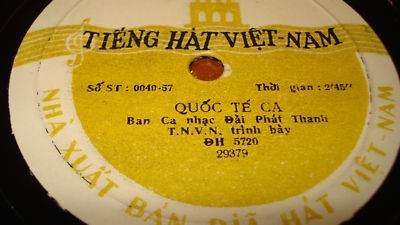 TIẾNG HÁT VIỆT-NAM
Số ST : 0040-57 Thời gian : 2'45"
QUỐC TẾ CA
Ban Ca nhạc Đài Phát Thanh
T.N.V.N. trình bày
ĐH 5720
29379
NHÀ XUẤT BẢN ĐĨA HÁT VIỆT-NAM